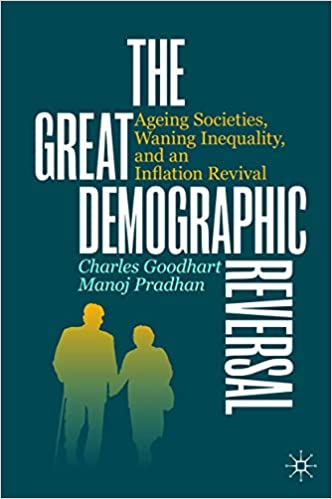 THE
GREAT
Ageing Societies,
Waning Inequality,
and an
Inflation Revival
DEMOGRAPHIC
Charles Goodhart
Manoj Pradhan
REVERSAL